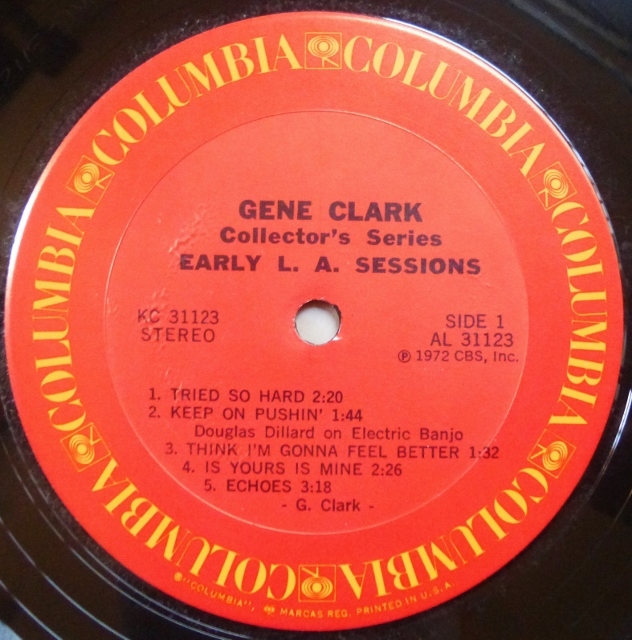 COLUMBIA COLUMBIA COLUMBIA COLUMBIA COLUMBIA COLUMBIA COLUMBIA COLUMBIA
GENE CLARK
Collector's Series
EARLY L. A. SESSIONS
KC 31123
STEREO
SIDE 1
AL 31123
Ⓟ 1972 CBS, Inc.
1. TRIED SO HARD 2:20
2. KEEP ON PUSHIN' 1:44
Douglas Dillard on Electric Banjo
3. THINK I'M GONNA FEEL BETTER 1:32
4. IS YOURS IS MINE 2:26
5. ECHOES 3:18
- G. Clark -
®"COLUMBIA", MARCAS REG. PRINTED IN U.S.A.